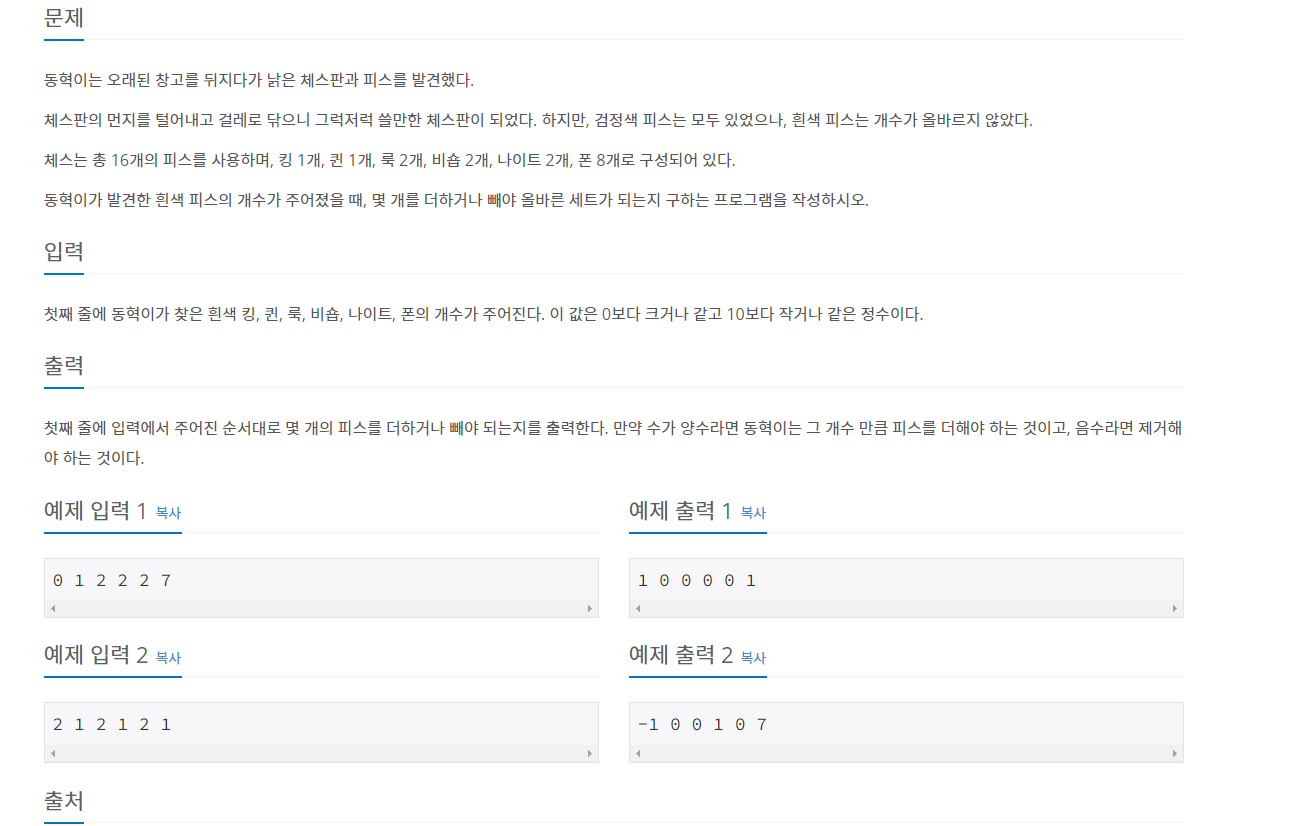 문제
동혁이는 오래된 창고를 뒤지다가 낡은 체스판과 피스를 발견했다.
체스판의 먼지를 털어내고 걸레로 닦으니 그럭저럭 쓸만한 체스판이 되었다. 하지만, 검정색 피스는 모두 있었으나, 흰색 피스는 개수가 올바르지 않았다.
체스는 총 16개의 피스를 사용하며, 킹 1개, 퀸 1개, 룩 2개, 비숍 2개, 나이트 2개, 폰 8개로 구성되어 있다.
동혁이가 발견한 흰색 피스의 개수가 주어졌을 때, 몇 개를 더하거나 빼야 올바른 세트가 되는지 구하는 프로그램을 작성하시오.
입력
첫째 줄에 동혁이가 찾은 흰색 킹, 퀸, 룩, 비숍, 나이트, 폰의 개수가 주어진다. 이 값은 0보다 크거나 같고 10보다 작거나 같은 정수이다.
출력
첫째 줄에 입력에서 주어진 순서대로 몇 개의 피스를 더하거나 빼야 되는지를 출력한다. 만약 수가 양수라면 동혁이는 그 개수 만큼 피스를 더해야 하는 것이고, 음수라면 제거해
야 하는 것이다.
예제 입력 1 복사
예제 출력 1 복사
0 1 2 2 2 7
1 0 0 0 0 1
예제 입력 2 복사
예제 출력 2 복사
2 1 2 1 2 1
-1 0 0 1 0 7
출처